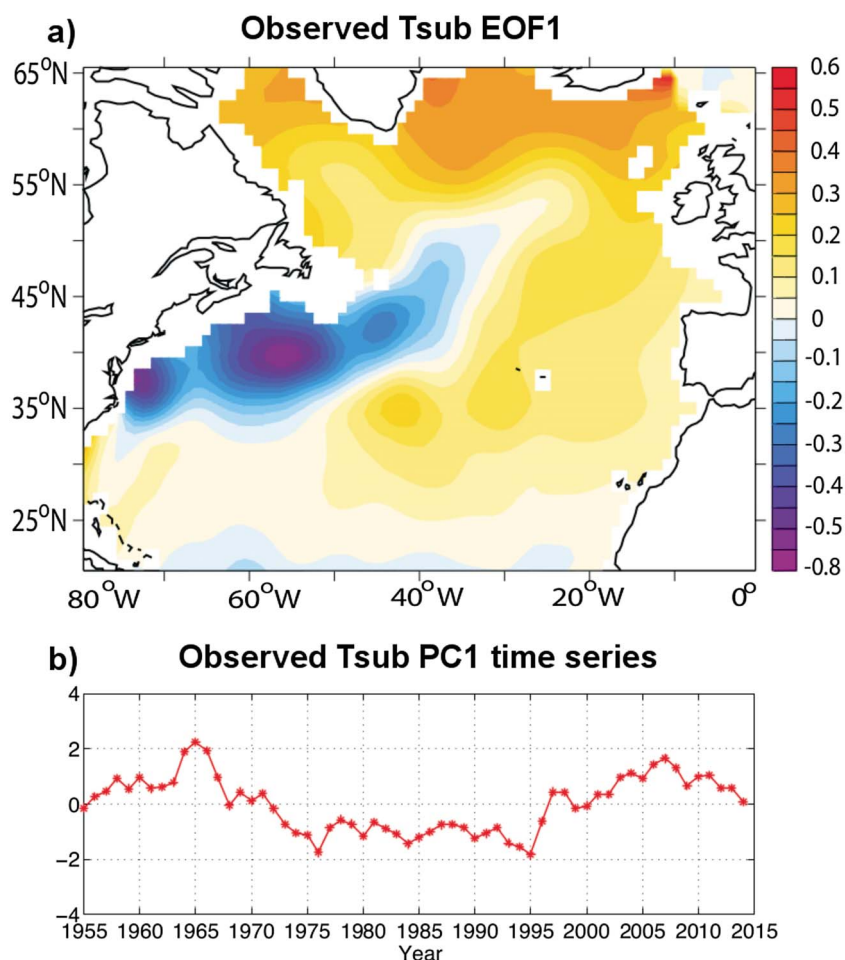 a) Observed Tsub EOF1
65°N
55°N
45°N
35°N
25°N
80°W 60°W 40°W 20°W 0°
0.6
0.5
0.4
0.3
0.2
0.1
0
-0.1
-0.2
-0.3
-0.4
-0.5
-0.8
b) Observed Tsub PC1 time series
4
2
0
−2
−4
1955 1960 1965 1970 1975 1980 1985 1990 1995 2000 2005 2010 2015
Year